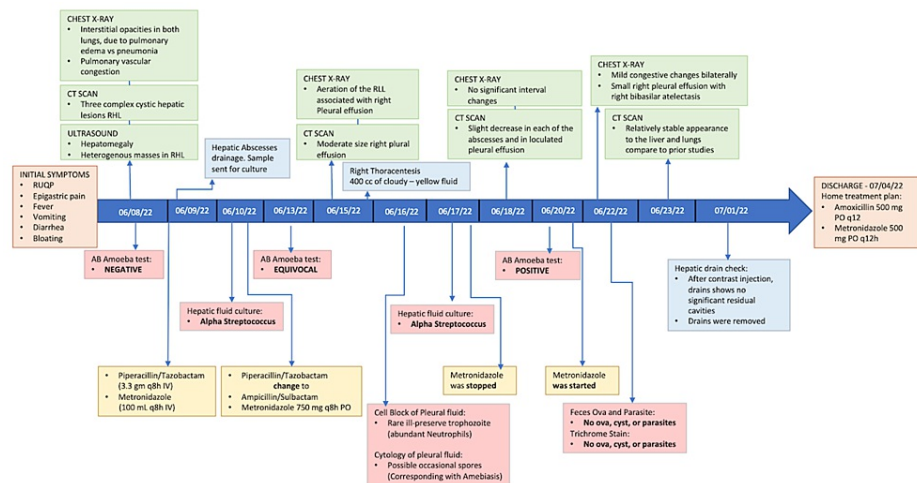 CHEST X-RAY
• Interstitial opacities in both
lungs, due to pulmonary
edema vs pneumonia
• Pulmonary vascular
congestion
CT SCAN
• Three complex cystic hepatic
lesions RHL
ULTRASOUND
• Hepatomegaly
• Heterogenous masses in RHL
Hepatic Abscesses
drainage. Sample
sent for culture
CHEST X-RAY
• Aeration of the RLL
associated with right
Pleural effusion
CT SCAN
• Moderate size right plural
effusion
Right Thoracentesis
400 cc of cloudy – yellow fluid
CHEST X-RAY
• No significant interval
changes
CT SCAN
• Slight decrease in each of the
abscesses and in loculated
pleural effusion
CHEST X-RAY
• Mild congestive changes bilaterally
• Small right pleural effusion with
right bibasilar atelectasis
CT SCAN
• Relatively stable appearance
to the liver and lungs
compare to prior studies
INITIAL SYMPTOMS
• RUQP
• Epigastric pain
• Fever
• Vomiting
• Diarrhea
• Bloating
06/08/22
06/09/22
06/10/22
06/13/22
06/15/22
06/16/22
06/17/22
06/18/22
06/20/22
06/22/22
06/23/22
07/01/22
DISCHARGE - 07/04/22
Home treatment plan:
• Amoxicillin 500 mg
PO q12
• Metronidazole 500
mg PO q12h
AB Amoeba test:
• NEGATIVE
AB Amoeba test:
• EQUIVOCAL
AB Amoeba test:
• POSITIVE
Hepatic drain check:
• After contrast injection,
drains shows no
significant residual
cavities
• Drains were removed
Hepatic fluid culture:
• Alpha Streptococcus
Hepatic fluid culture:
• Alpha Streptococcus
• Piperacillin/Tazobactam
(3.3 gm q8h IV)
• Metronidazole
(100 mL q8h IV)
• Piperacillin/Tazobactam
change to
• Ampicillin/Sulbactam
• Metronidazole 750 mg q8h PO
Metronidazole
was stopped
Metronidazole
was started
Cell Block of Pleural fluid:
• Rare ill-preserve trophozoite
(abundant Neutrophils)
Cytology of pleural fluid:
• Possible occasional spores
(Corresponding with Amebiasis)
Feces Ova and Parasite:
• No ova, cyst, or parasites
Trichrome Stain:
• No ova, cyst, or parasites